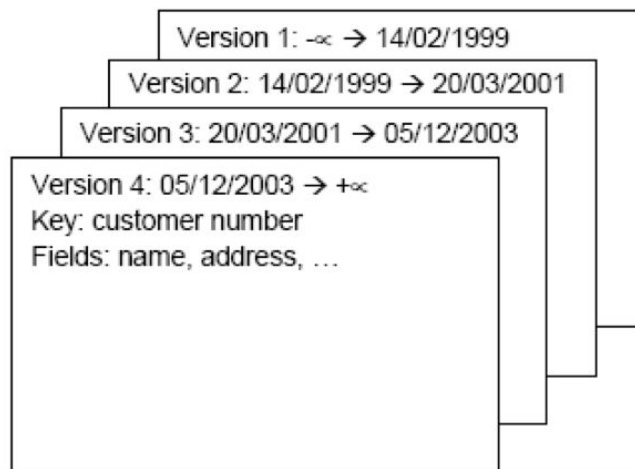 Version 1: -∝ → 14/02/1999
Version 2: 14/02/1999 → 20/03/2001
Version 3: 20/03/2001 → 05/12/2003
Version 4: 05/12/2003 → +∝
Key: customer number
Fields: name, address, …